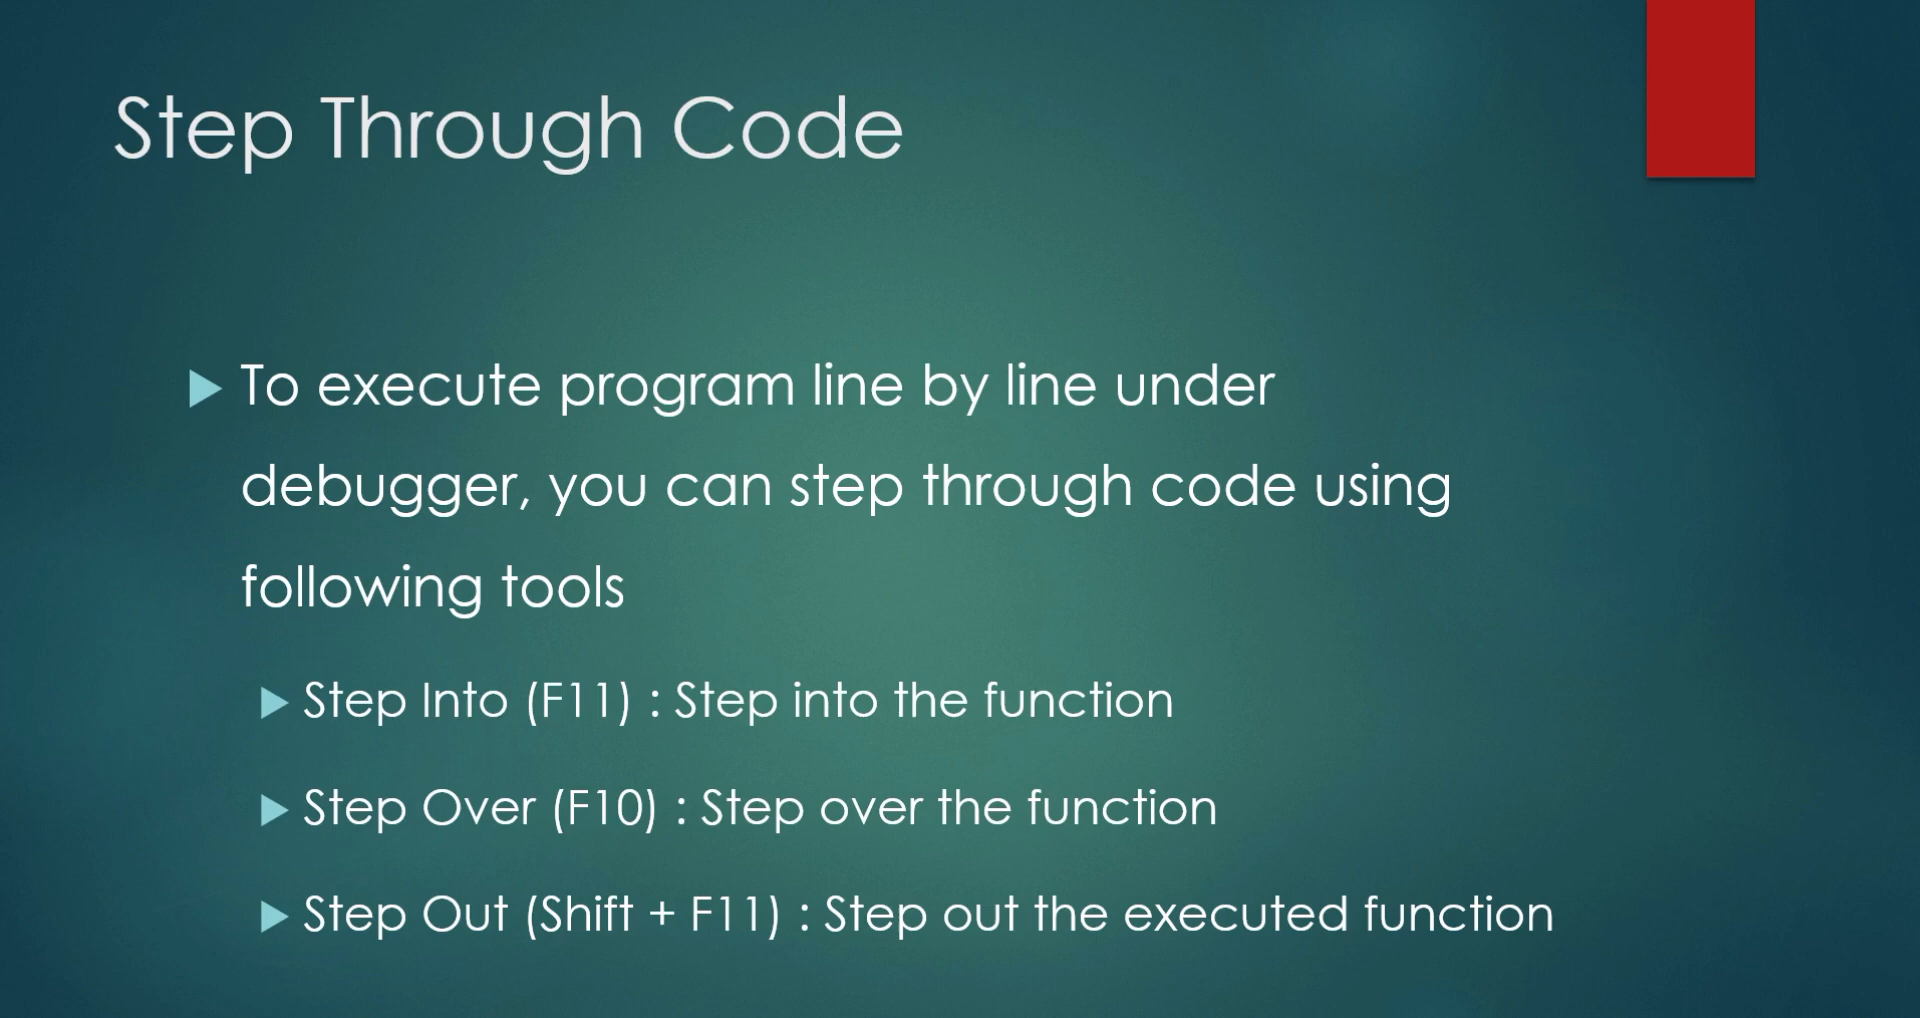 Step Through Code
To execute program line by line under
debugger, you can step through code using
following tools
Step Into (F11) : Step into the function
Step Over (F10) : Step over the function
Step Out (Shift + F11) : Step out the executed function